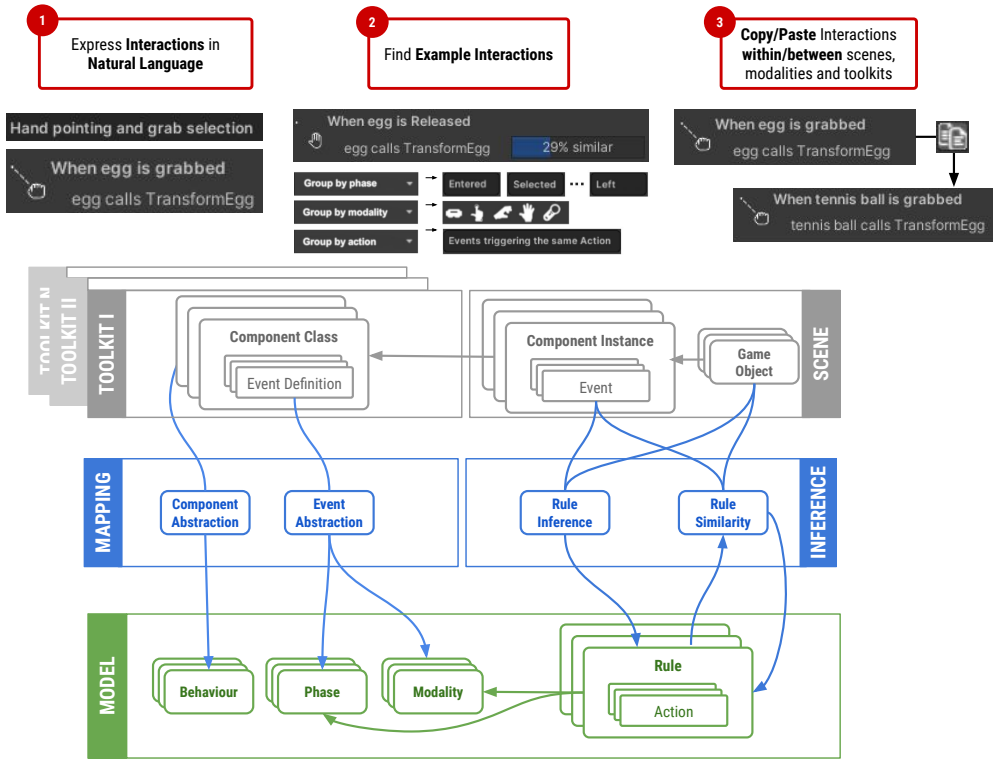 1
Express Interactions in
Natural Language
2
Find Example Interactions
3
Copy/Paste Interactions
within/between scenes,
modalities and toolkits
Hand pointing and grab selection
When egg is grabbed
egg calls TransformEgg
When egg is Released
egg calls TransformEgg
29% similar
Group by phase
Entered
Selected
...
Left
Group by modality
Group by action
Events triggering the same Action
When egg is grabbed
egg calls TransformEgg
When tennis ball is grabbed
tennis ball calls TransformEgg
TOOLKIT N
TOOLKIT II
TOOLKIT I
Component Class
Event Definition
Component Instance
Event
Game
Object
SCENE
MAPPING
Component
Abstraction
Event
Abstraction
Rule
Inference
Rule
Similarity
INFERENCE
MODEL
Behaviour
Phase
Modality
Rule
Action